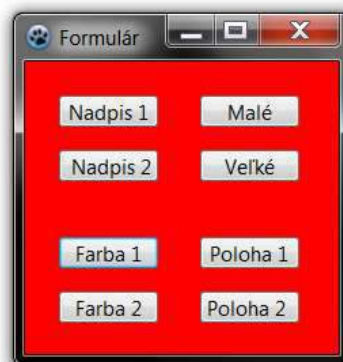 Formulár
Nadpis 1 Malé
Nadpis 2 Veľké
Farba 1 Poloha 1
Farba 2 Poloha 2